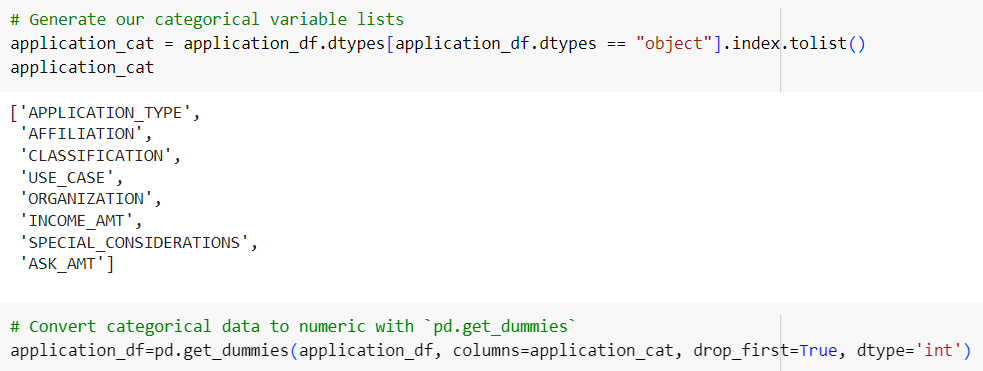 # Generate our categorical variable lists
application_cat = application_df.dtypes[application_df.dtypes == "object"].index.tolist()
application_cat
['APPLICATION_TYPE',
'AFFILIATION',
'CLASSIFICATION',
'USE_CASE',
'ORGANIZATION',
'INCOME_AMT',
'SPECIAL_CONSIDERATIONS',
'ASK_AMT']
# Convert categorical data to numeric with `pd.get_dummies`
application_df=pd.get_dummies(application_df, columns=application_cat, drop_first=True, dtype='int')